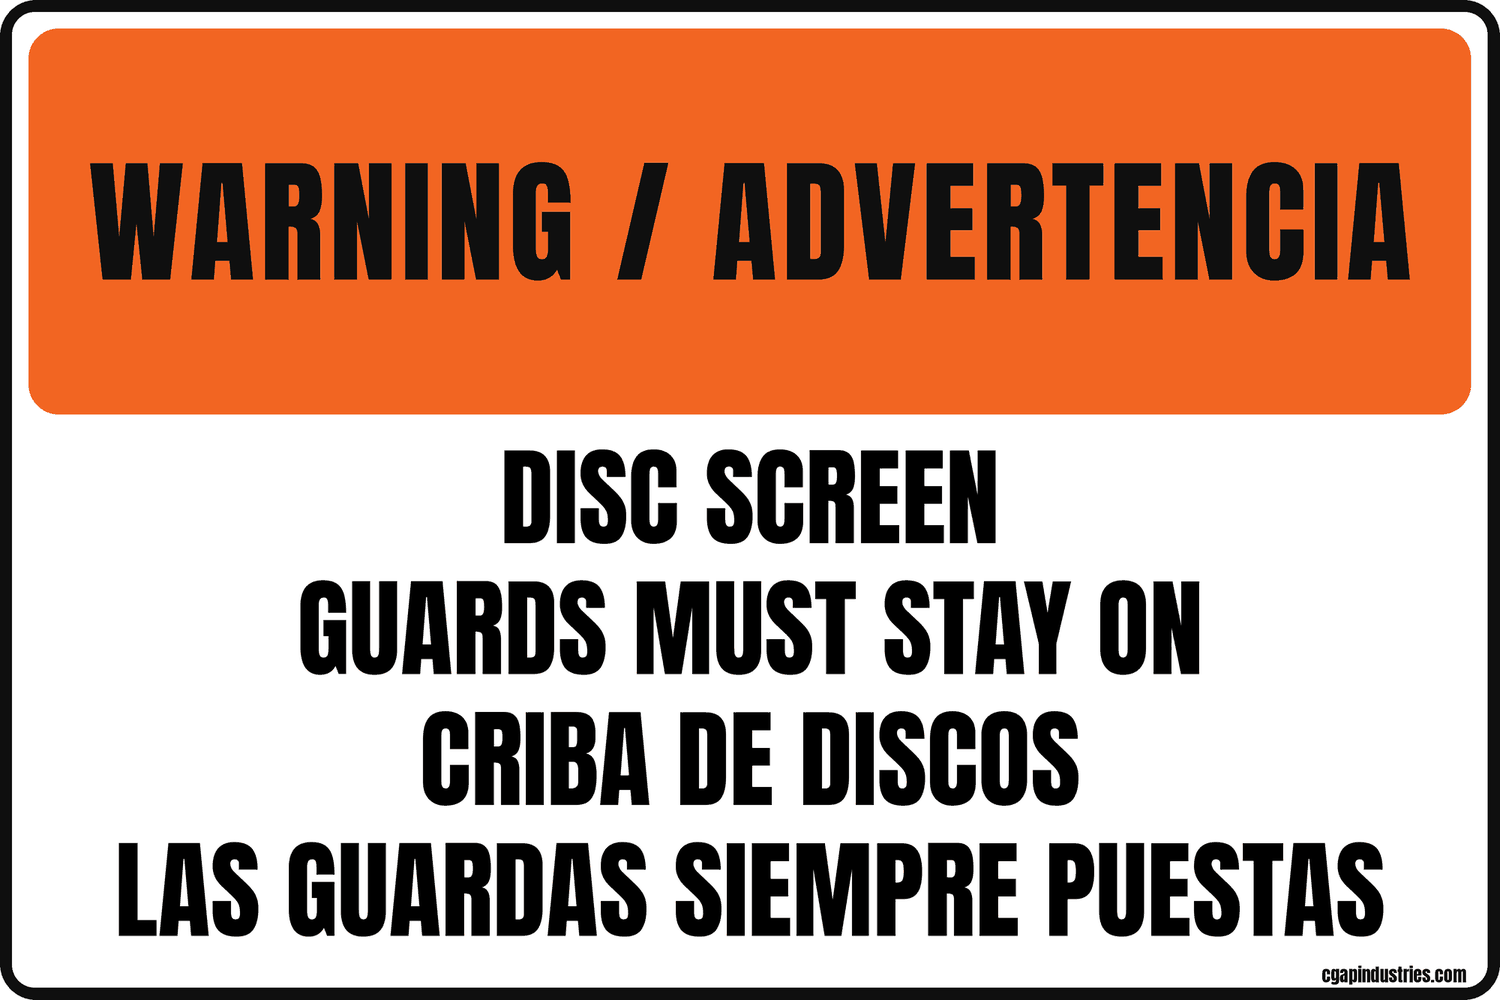 WARNING / ADVERTENCIA
DISC SCREEN
GUARDS MUST STAY ON
CRIBA DE DISCOS
LAS GUARDAS SIEMPRE PUESTAS
cgapindustries.com